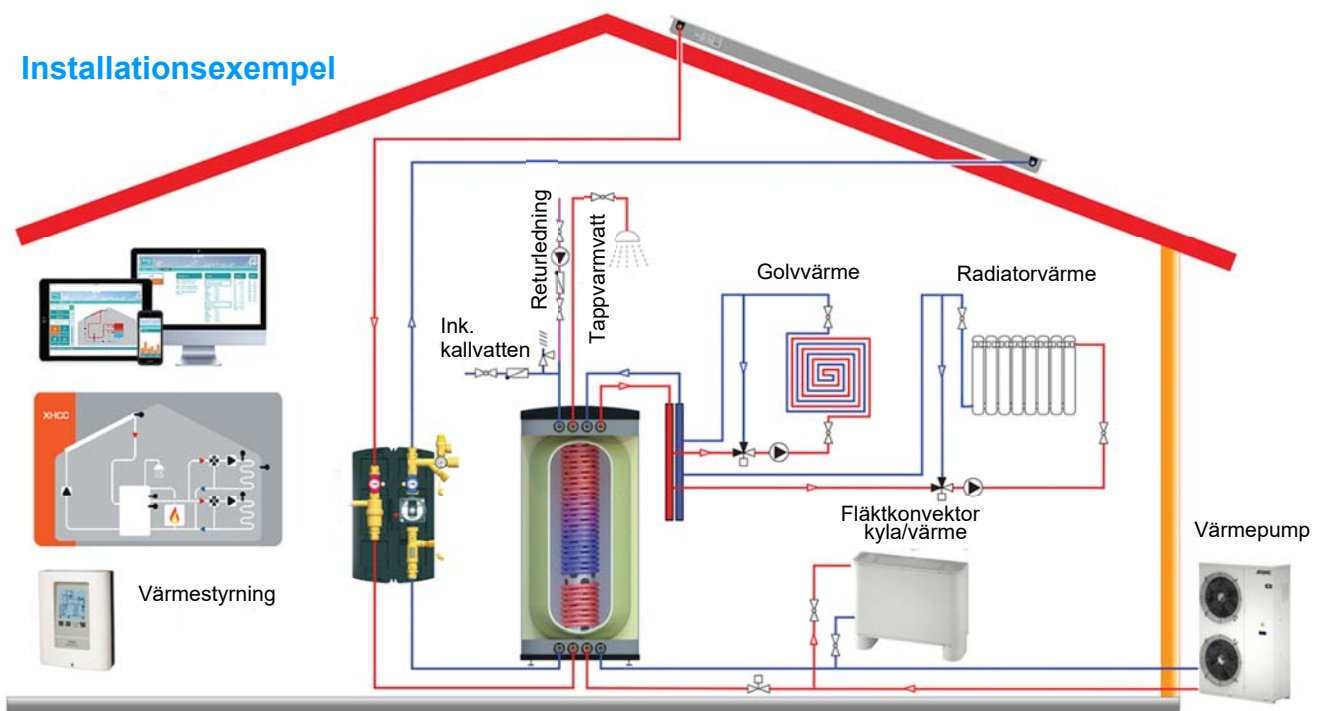 Installationsexempel
Returledning
Tappvarmvatt
Golvvärme
Radiatorvärme
Ink.
kallvatten
XHCC
Fläktkonvektor
kyla/värme
Värmepump
Värmestyrning